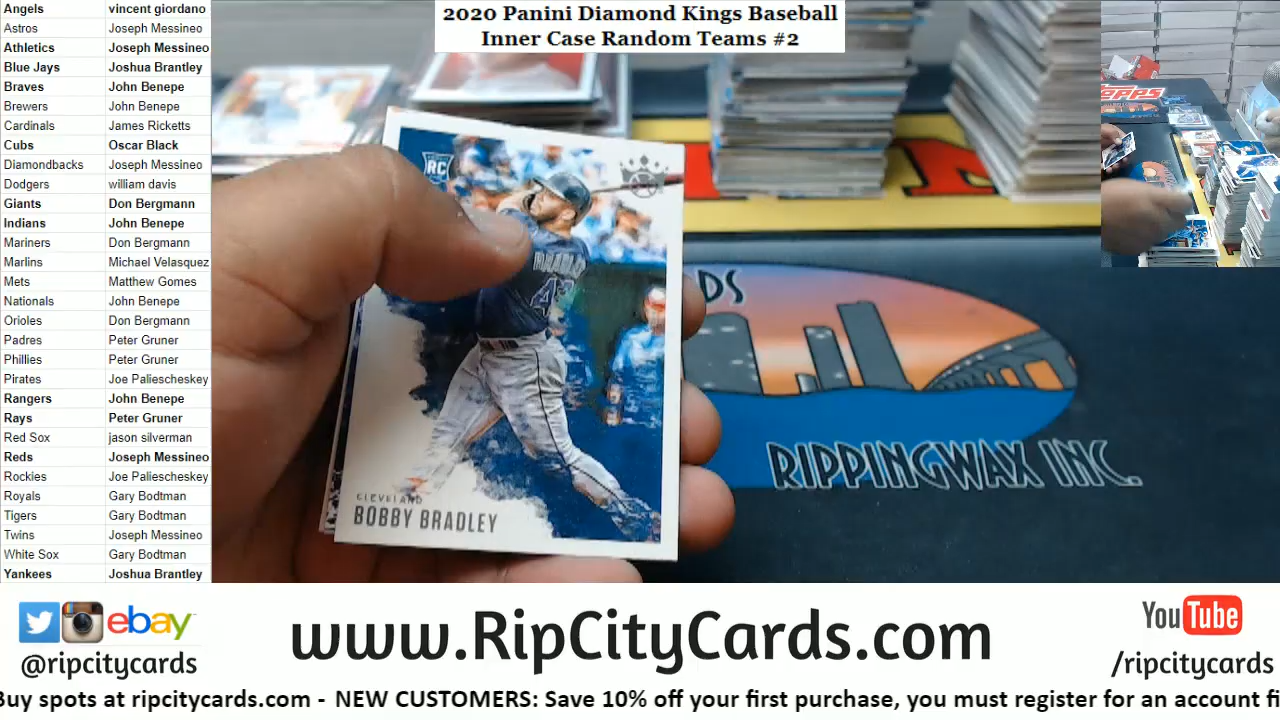 2020 Panini Diamond Kings Baseball
Inner Case Random Teams #2
Angels vincent giordano
Astros Joseph Messineo
Athletics Joseph Messineo
Blue Jays Joshua Brantley
Braves John Benepe
Brewers John Benepe
Cardinals James Ricketts
Cubs Oscar Black
Diamondbacks Joseph Messineo
Dodgers william davis
Giants Don Bergmann
Indians John Benepe
Mariners Don Bergmann
Marlins Michael Velasquez
Mets Matthew Gomes
Nationals John Benepe
Orioles Don Bergmann
Padres Peter Gruner
Phillies Peter Gruner
Pirates Joe Paliescheskey
Rangers John Benepe
Rays Peter Gruner
Red Sox jason silverman
Reds Joseph Messineo
Rockies Joe Paliescheskey
Royals Gary Bodtman
Tigers Gary Bodtman
Twins Joseph Messineo
White Sox Gary Bodtman
Yankees Joshua Brantley
RC
CLEVELAND
BOBBY BRADLEY
DS
RIPPINGWAX INC.
TOPPS
ebay
@ripcitycards
www.RipCityCards.com
YouTube
/ripcitycards
Buy spots at ripcitycards.com - NEW CUSTOMERS: Save 10% off your first purchase, you must register for an account fi